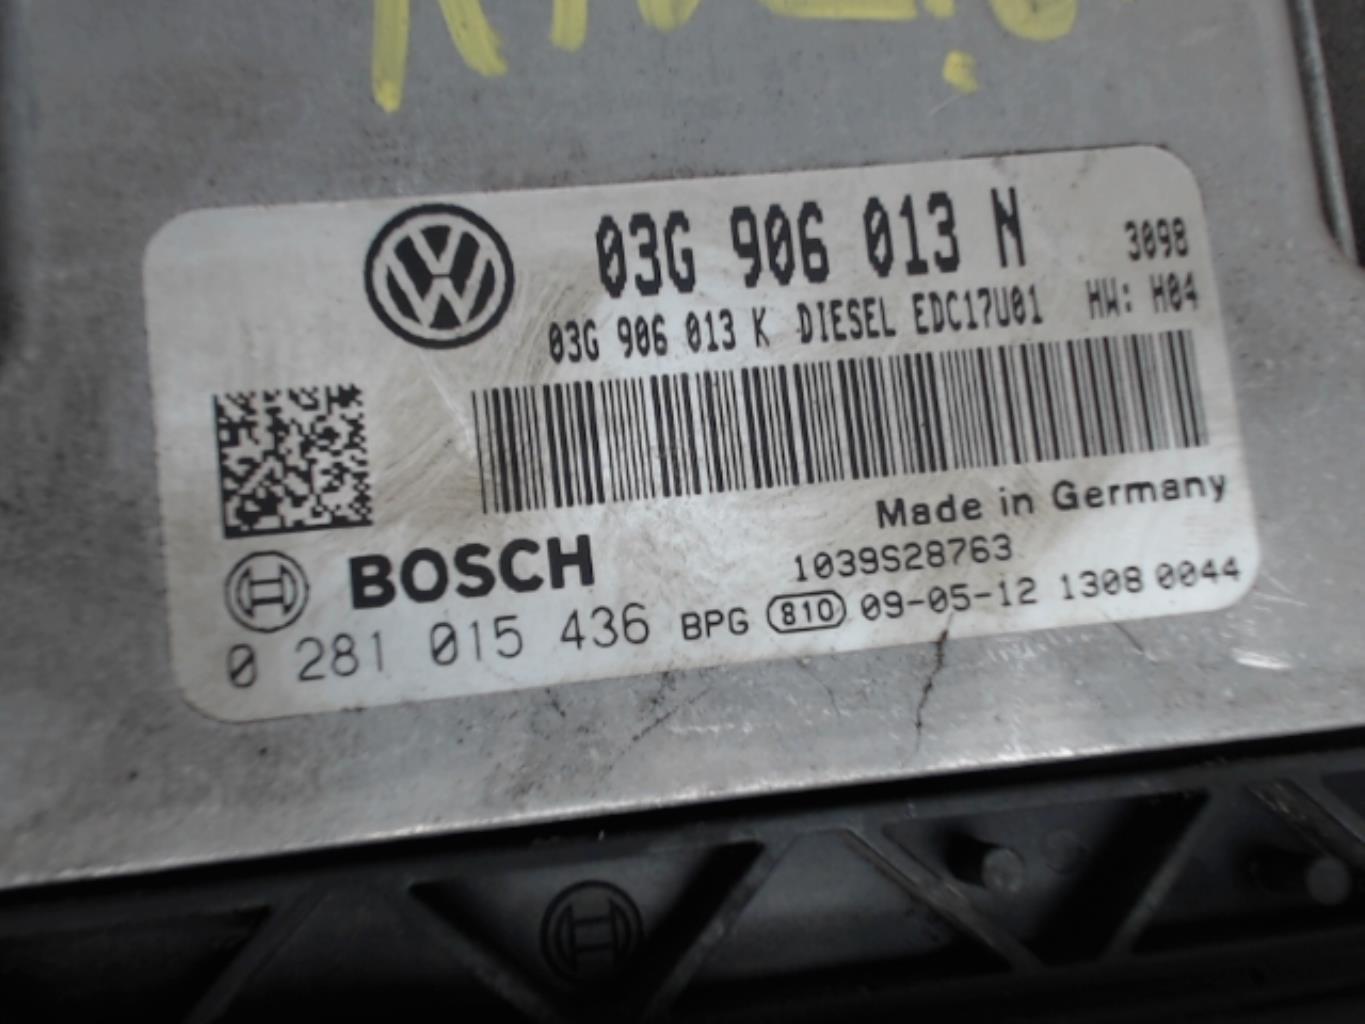 03G 906 013 N 3098
03G 906 013 K DIESEL EDC17U01 HW: H04
Made in Germany
BOSCH 1039S28763
0 281 015 436 BPG 810 09-05-12 1308 0044